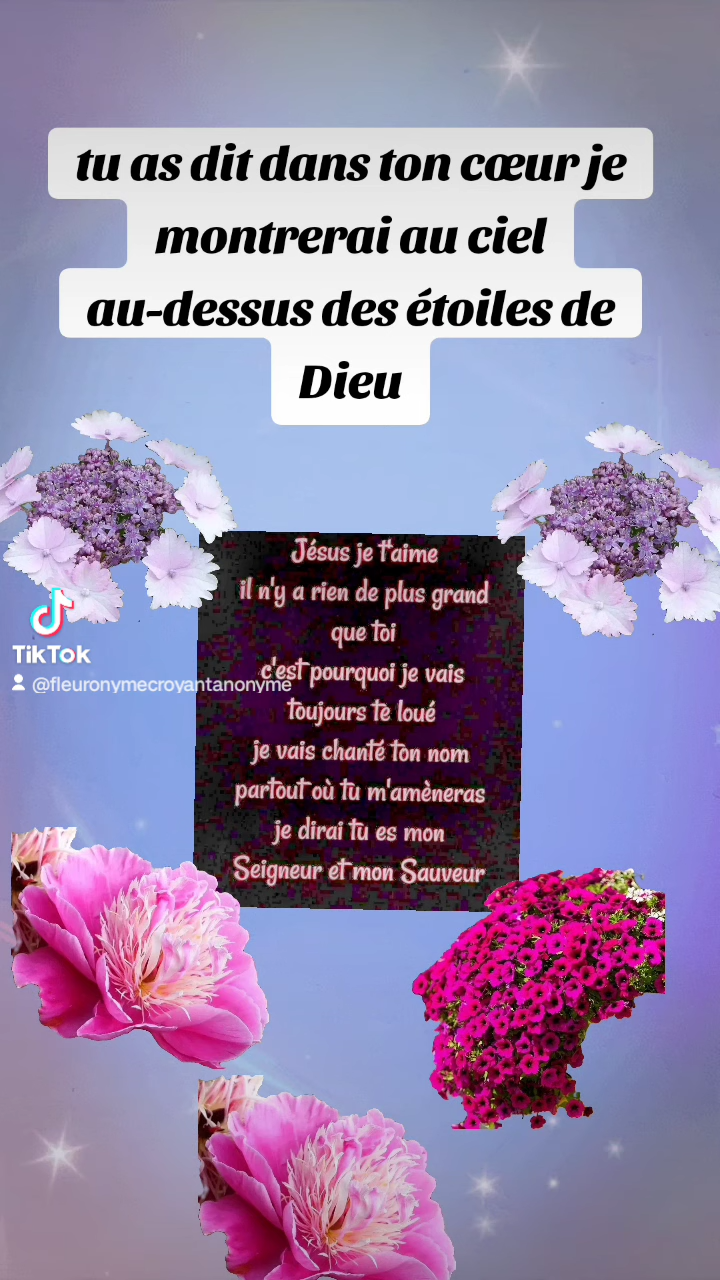 tu as dit dans ton cœur je
montrerai au ciel
au-dessus des étoiles de
Dieu
Jésus je t'aime
il n'y a rien de plus grand
que toi
c'est pourquoi je vais
toujours te loué
je vais chanté ton nom
partout où tu m'amèneras
je dirai tu es mon
Seigneur et mon Sauveur
TikTok
@fleuronymecroyantanonyme